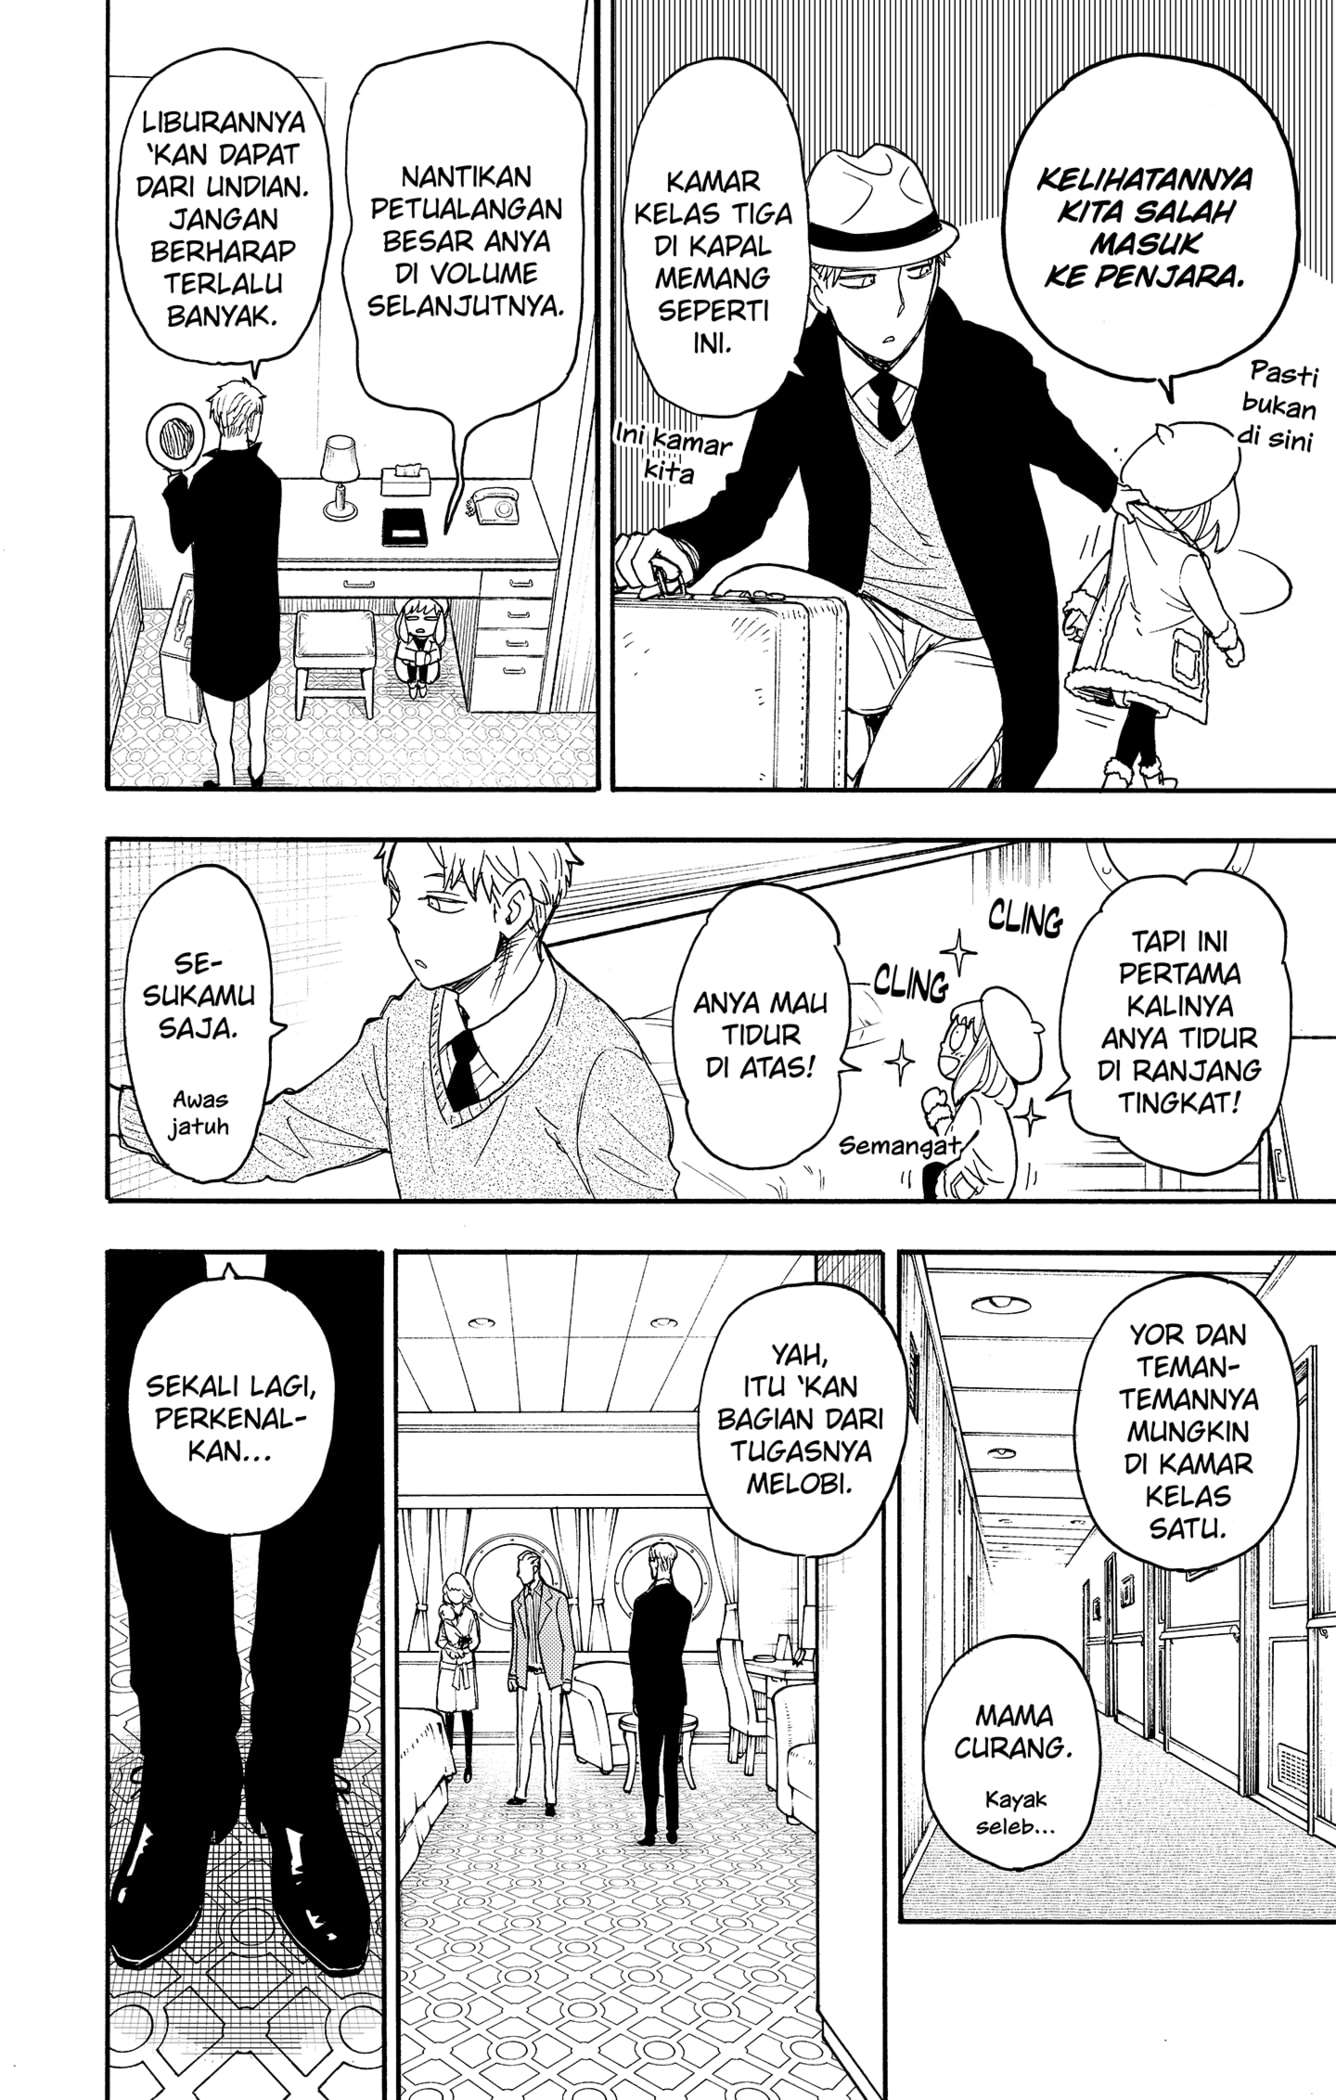 KELIHATANNYA
KITA SALAH
MASUK
KE PENJARA.
Pasti
bukan
di sini
KAMAR
KELAS TIGA
DI KAPAL
MEMANG
SEPERTI
INI.
Ini kamar
kita
NANTIKAN
PETUALANGAN
BESAR ANYA
DI VOLUME
SELANJUTNYA.
LIBURANNYA
‘KAN DAPAT
DARI UNDIAN.
JANGAN
BERHARAP
TERLALU
BANYAK.
TAPI INI
PERTAMA
KALINYA
ANYA TIDUR
DI RANJANG
TINGKAT!
CLING
CLING
Semangat
ANYA MAU
TIDUR
DI ATAS!
SE-
SUKAMU
SAJA.
Awas
jatuh
YOR DAN
TEMAN-
TEMANNYA
MUNGKIN
DI KAMAR
KELAS
SATU.
MAMA
CURANG.
Kayak
seleb...
YAH,
ITU ‘KAN
BAGIAN DARI
TUGASNYA
MELOBI.
SEKALI LAGI,
PERKENAL-
KAN...